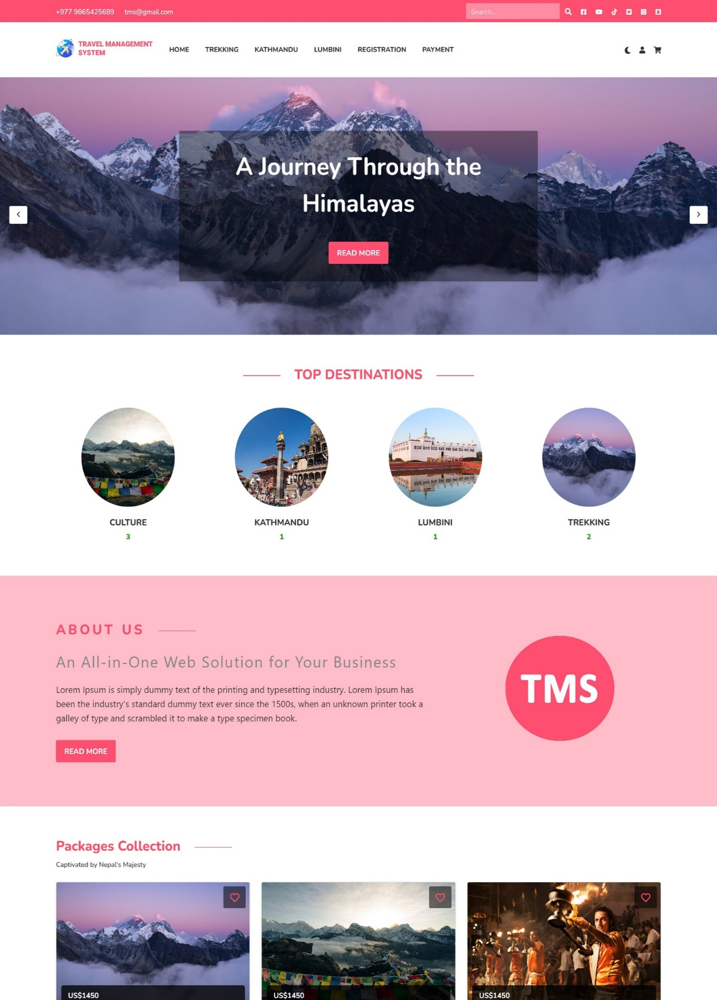 +977 9865425689 tms@gmail.com Search...
TRAVEL MANAGEMENT
SYSTEM
HOME TREKKING KATHMANDU LUMBINI REGISTRATION PAYMENT
A Journey Through the
Himalayas
READ MORE
TOP DESTINATIONS
CULTURE KATHMANDU LUMBINI TREKKING
3 1 1 2
ABOUT US
An All-in-One Web Solution for Your Business
Lorem Ipsum is simply dummy text of the printing and typesetting industry. Lorem Ipsum has
been the industry's standard dummy text ever since the 1500s, when an unknown printer took a
galley of type and scrambled it to make a type specimen book.
READ MORE
TMS
Packages Collection
Captivated by Nepal's Majesty
US$1450 US$1450 US$1450